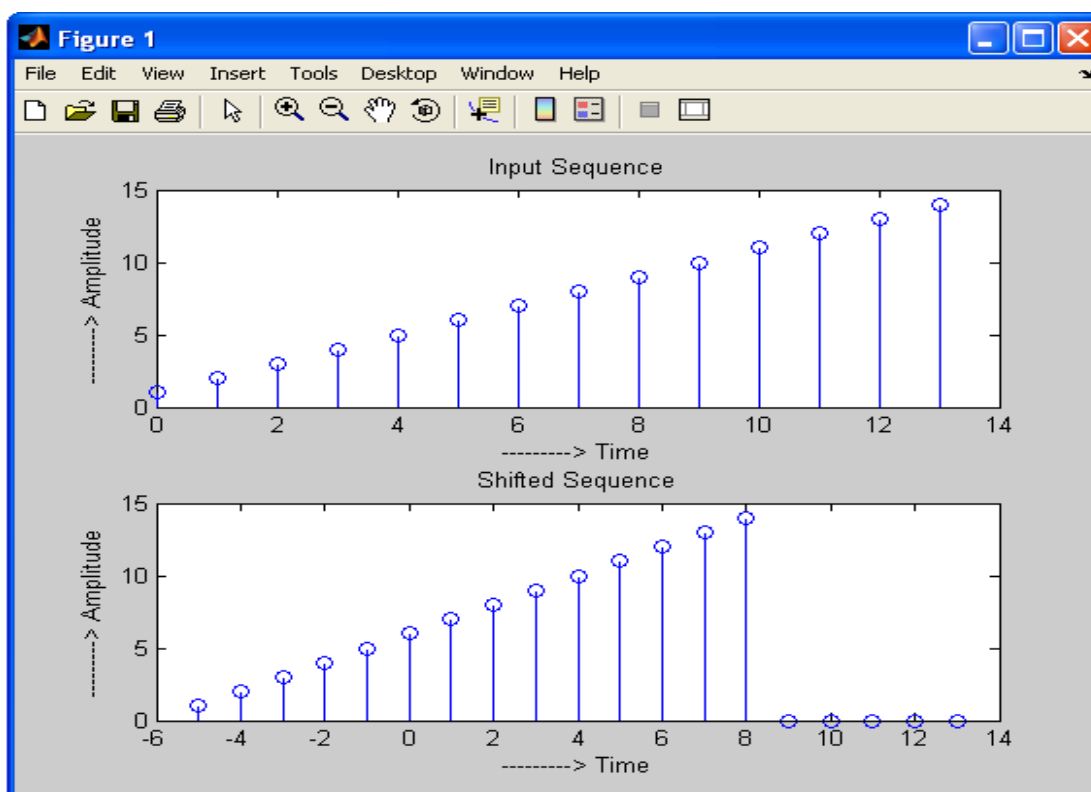 Figure 1
File Edit View Insert Tools Desktop Window Help
Input Sequence
15
10
5
0
--------> Amplitude
0 2 4 6 8 10 12 14
---------> Time
Shifted Sequence
15
10
5
0
--------> Amplitude
-6 -4 -2 0 2 4 6 8 10 12 14
---------> Time